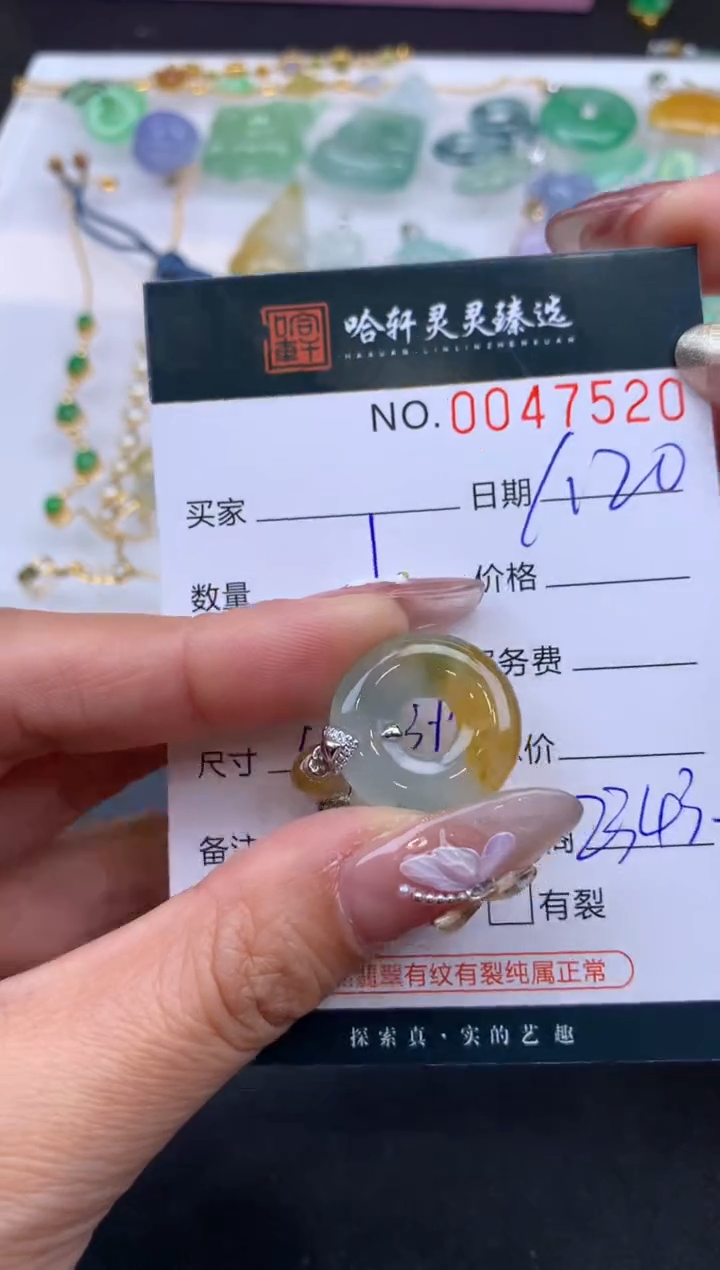 哈轩灵灵臻选
HAXUAN·LINLINZHENXUAN
NO.0047520
买家
日期 1.20
数量 1
价格
务费
尺寸
价
备注
2343-
有裂
翡翠有纹有裂纯属正常
探索真·实的艺趣